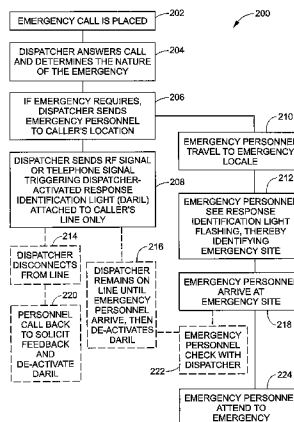 200
202
EMERGENCY CALL IS PLACED
204
DISPATCHER ANSWERS CALL
AND DETERMINES THE NATURE
OF THE EMERGENCY
206
IF EMERGENCY REQUIRES,
DISPATCHER SENDS
EMERGENCY PERSONNEL
TO CALLER'S LOCATION
208
DISPATCHER SENDS RF SIGNAL
OR TELEPHONE SIGNAL
TRIGGERING DISPATCHER-
ACTIVATED RESPONSE
IDENTIFICATION LIGHT (DARIL)
ATTACHED TO CALLER'S
LINE ONLY
210
EMERGENCY PERSONNEL
TRAVEL TO EMERGENCY
LOCALE
212
EMERGENCY PERSONNEL
SEE RESPONSE
IDENTIFICATION LIGHT
FLASHING, THEREBY
IDENTIFYING
EMERGENCY SITE
214
DISPATCHER
DISCONNECTS
FROM LINE
216
DISPATCHER
REMAINS ON
LINE UNTIL
EMERGENCY
PERSONNEL
ARRIVE, THEN
DE-ACTIVATES
DARIL
EMERGENCY PERSONNEL
ARRIVE AT
EMERGENCY SITE
218
220
PERSONNEL
CALL BACK
TO SOLICIT
FEEDBACK
AND
DE-ACTIVATE
DARIL
EMERGENCY
PERSONNEL
CHECK WITH
DISPATCHER
222
224
EMERGENCY PERSONNEL
ATTEND TO
EMERGENCY